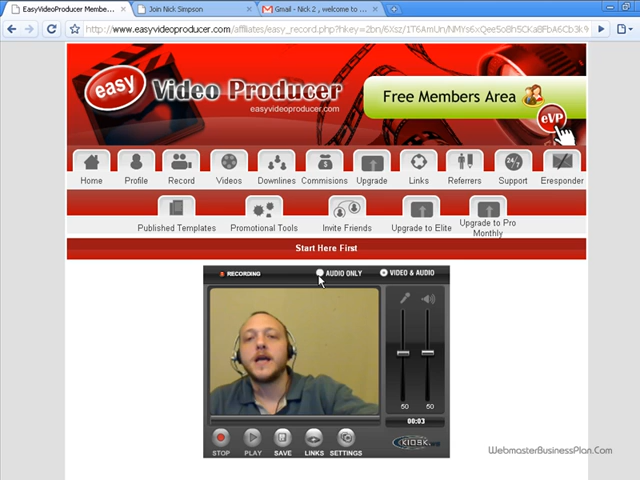 EasyVideoProducer Membe...
Join Nick Simpson
Gmail - Nick 2 , welcome to ...
easy Video Producer
easyvideoproducer.com
Free Members Area
eVP
Home Profile Record Videos Downlines Commisions Upgrade Links Referrers Support Eresponder
24/7
Published Templates Promotional Tools Invite Friends Upgrade to Elite Upgrade to Pro Monthly
Start Here First
RECORDING AUDIO ONLY VIDEO & AUDIO
50 50
00:03
STOP PLAY SAVE LINKS SETTINGS
KIOSK
WebmasterBusinessPlan.Com